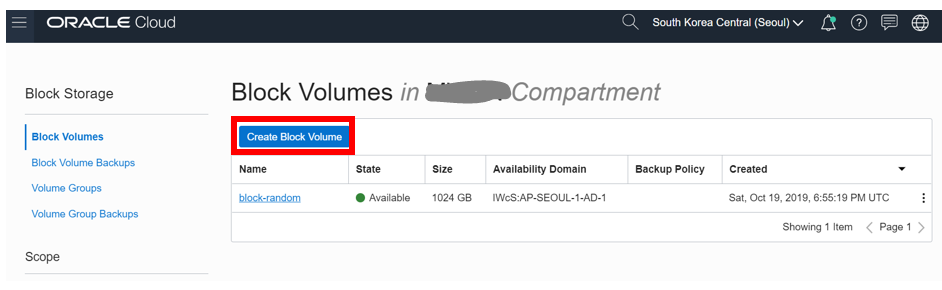 ORACLE Cloud
South Korea Central (Seoul)
Block Storage
Block Volumes
Block Volume Backups
Volume Groups
Volume Group Backups
Scope
Block Volumes in Compartment
Create Block Volume
Name State Size Availability Domain Backup Policy Created
block-random Available 1024 GB IWcS:AP-SEOUL-1-AD-1 Sat, Oct 19, 2019, 6:55:19 PM UTC
Showing 1 Item < Page 1 >